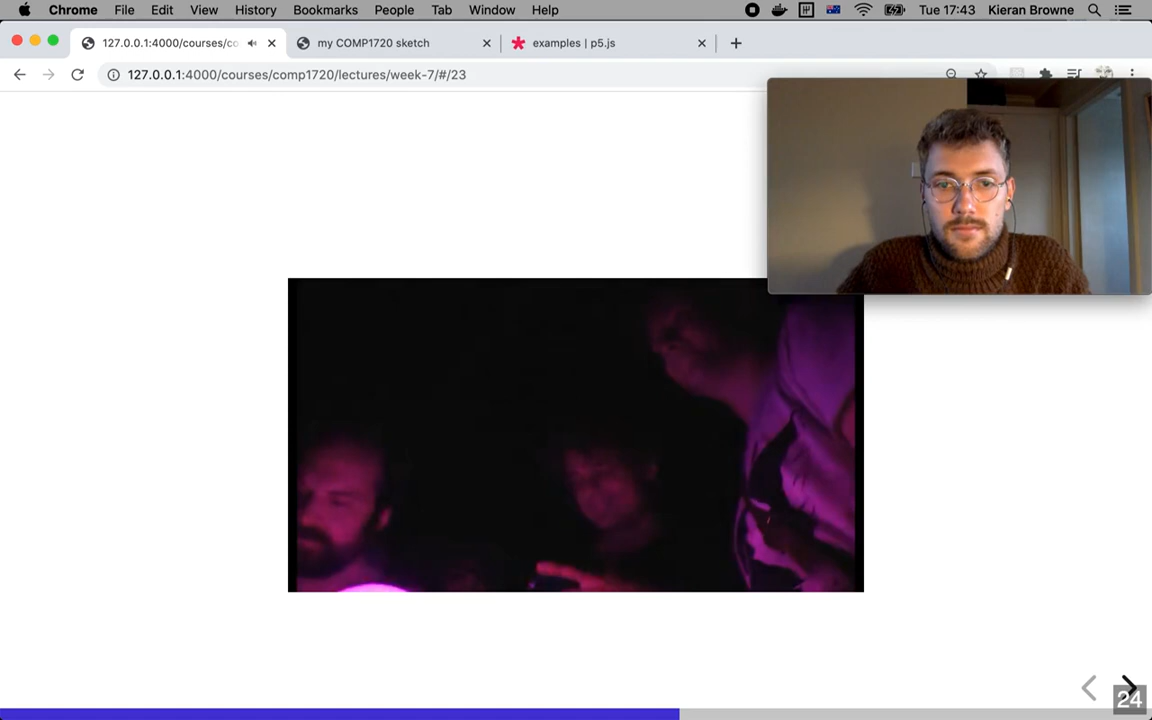 Chrome File Edit View History Bookmarks People Tab Window Help Tue 17:43 Kieran Browne
127.0.0.1:4000/courses/co my COMP1720 sketch examples | p5.js
127.0.0.1:4000/courses/comp1720/lectures/week-7/#/23
24